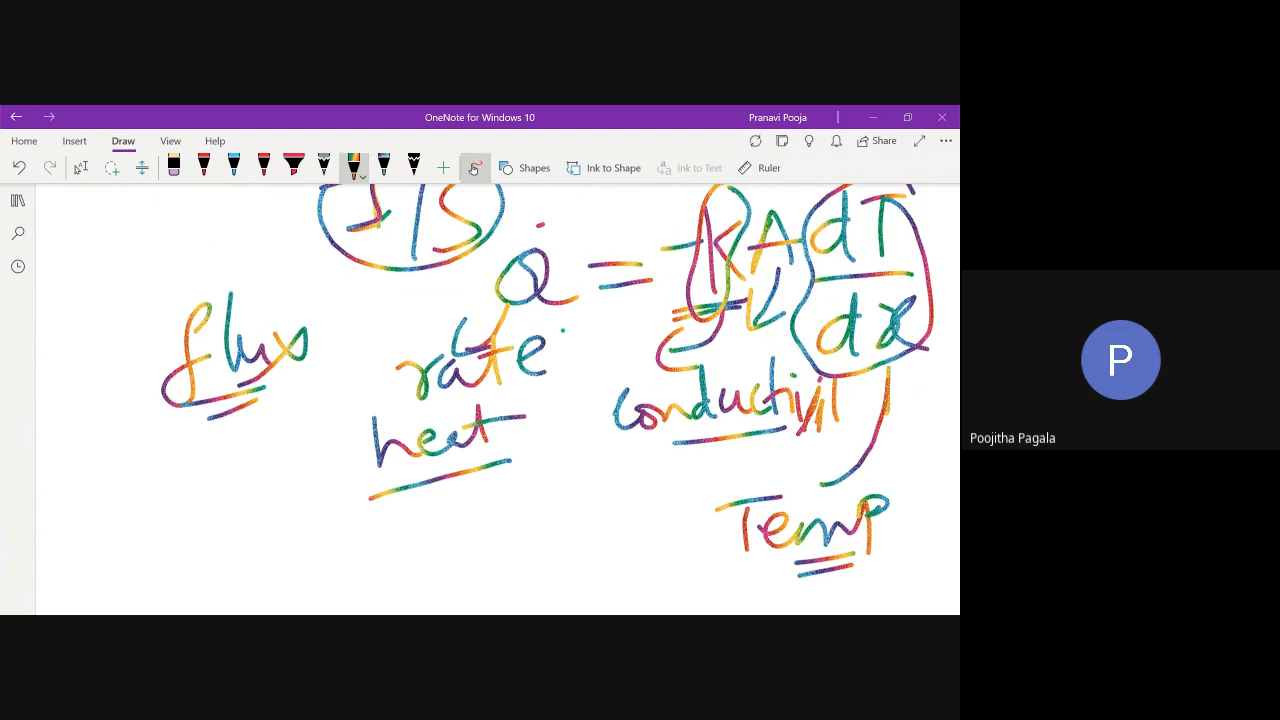 OneNote for Windows 10
Pranavi Pooja
Home Insert Draw View Help
Share
Shapes Ink to Shape Ink to Text Ruler
J/S
Q̇ = -KA dT/dx
flux
rate
heat
conductivity
Temp
P
Poojitha Pagala